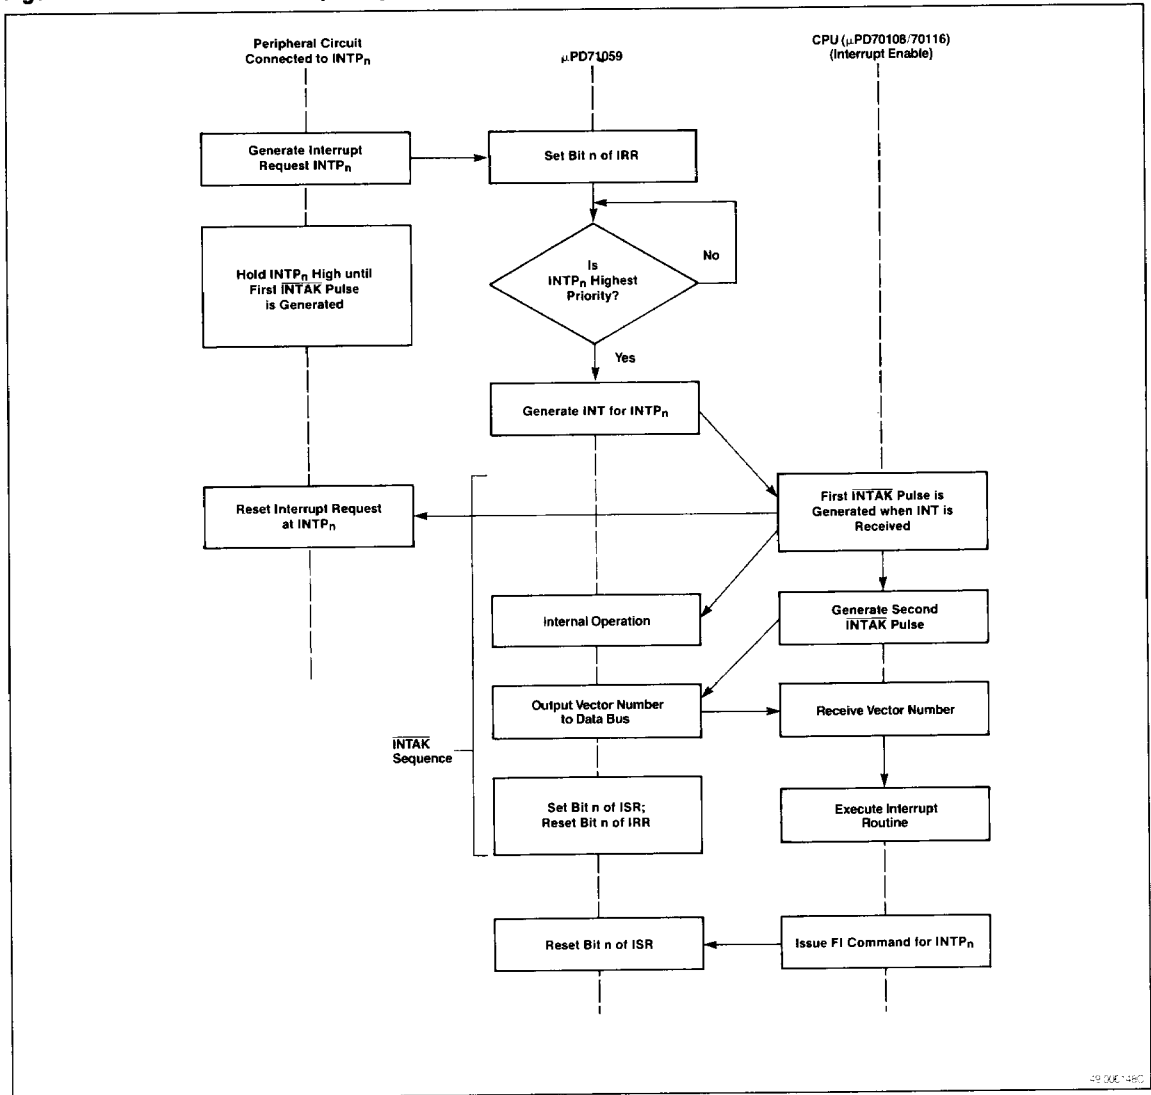 Peripheral Circuit
Connected to INTPn
μPD71059
CPU (μPD70108/70116)
(Interrupt Enable)
Generate Interrupt
Request INTPn
Set Bit n of IRR
Hold INTPn High until
First INTAK Pulse
is Generated
Is
INTPn Highest
Priority?
No
Yes
Generate INT for INTPn
First INTAK Pulse is
Generated when INT is
Received
Reset Interrupt Request
at INTPn
Internal Operation
Generate Second
INTAK Pulse
Output Vector Number
to Data Bus
Receive Vector Number
INTAK
Sequence
Set Bit n of ISR;
Reset Bit n of IRR
Execute Interrupt
Routine
Reset Bit n of ISR
Issue FI Command for INTPn